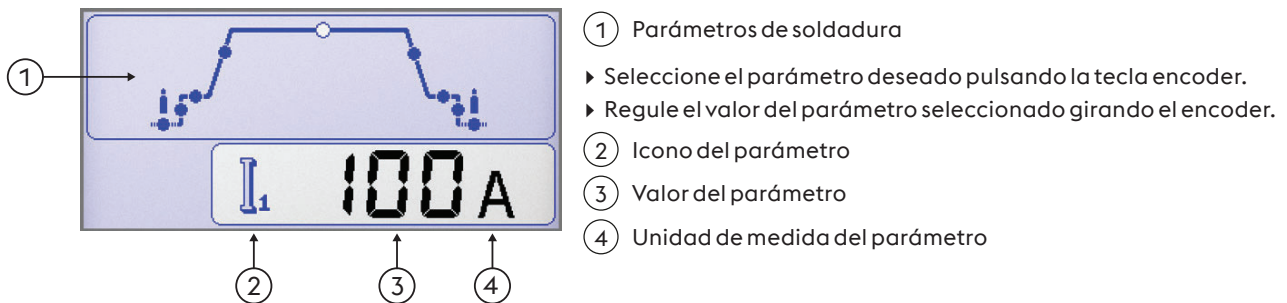 1 Parámetros de soldadura
▸ Seleccione el parámetro deseado pulsando la tecla encoder.
▸ Regule el valor del parámetro seleccionado girando el encoder.
2 Icono del parámetro
3 Valor del parámetro
4 Unidad de medida del parámetro
1
I1 100 A
2 3 4